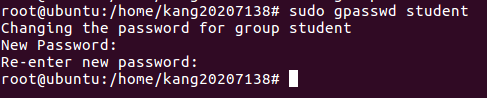 root@ubuntu:/home/kang20207138# sudo gpasswd student
Changing the password for group student
New Password:
Re-enter new password:
root@ubuntu:/home/kang20207138#